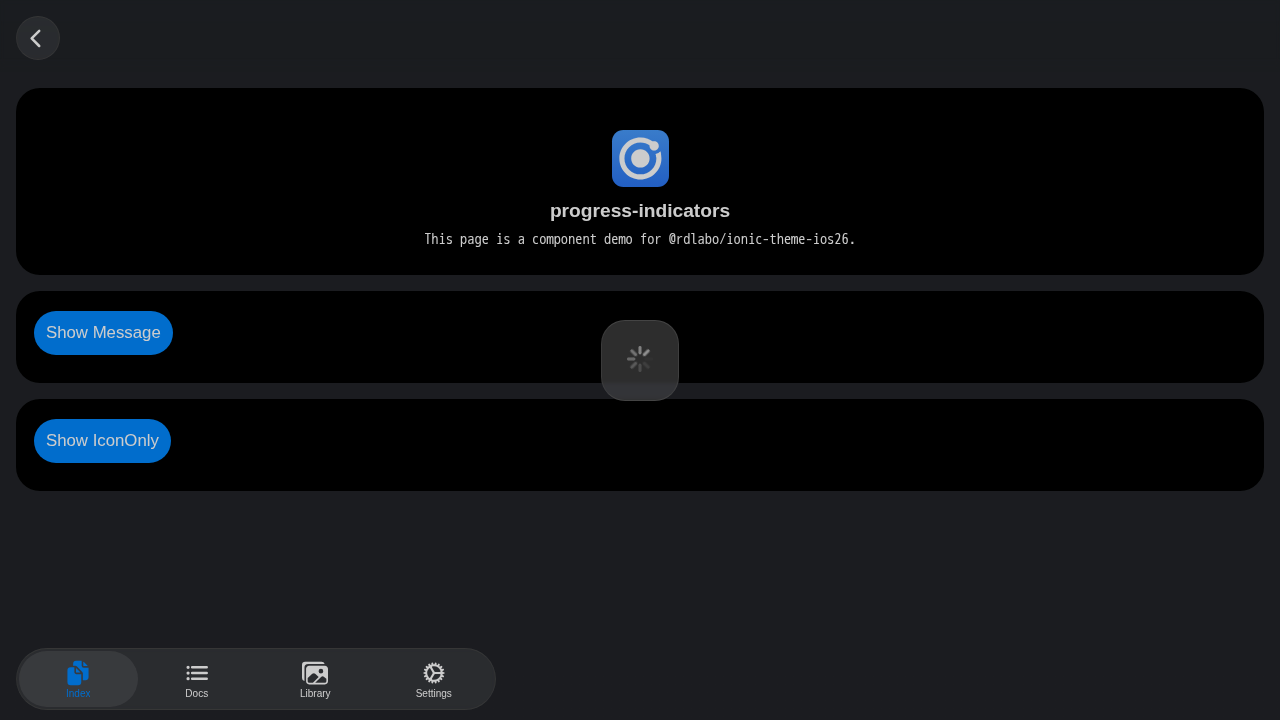 progress-indicators
This page is a component demo for @rdlabo/ionic-theme-ios26.
Show Message
Show IconOnly
Index
Docs
Library
Settings